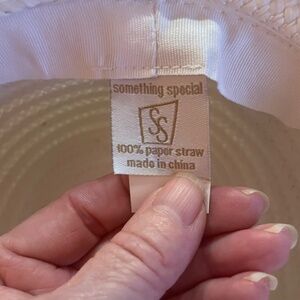 something special
SS
100% paper straw
made in china